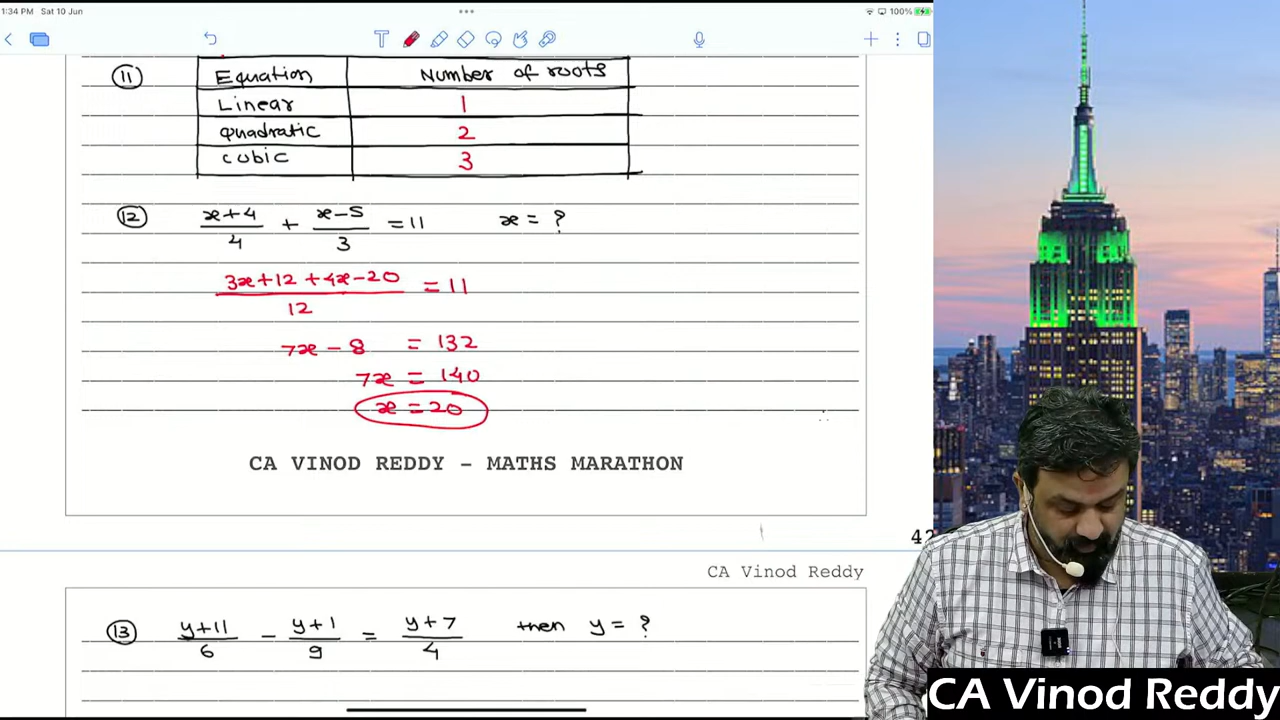 1:34 PM Sat 10 Jun
100%
T
11 Equation Number of roots
Linear 1
quadratic 2
cubic 3
12 x+4/4 + x-5/3 = 11 x = ?
3x+12+4x-20/12 = 11
7x - 8 = 132
7x = 140
x = 20
CA VINOD REDDY - MATHS MARATHON
CA Vinod Reddy
13 y+11/6 - y+1/9 = y+7/4 then y = ?
CA Vinod Reddy